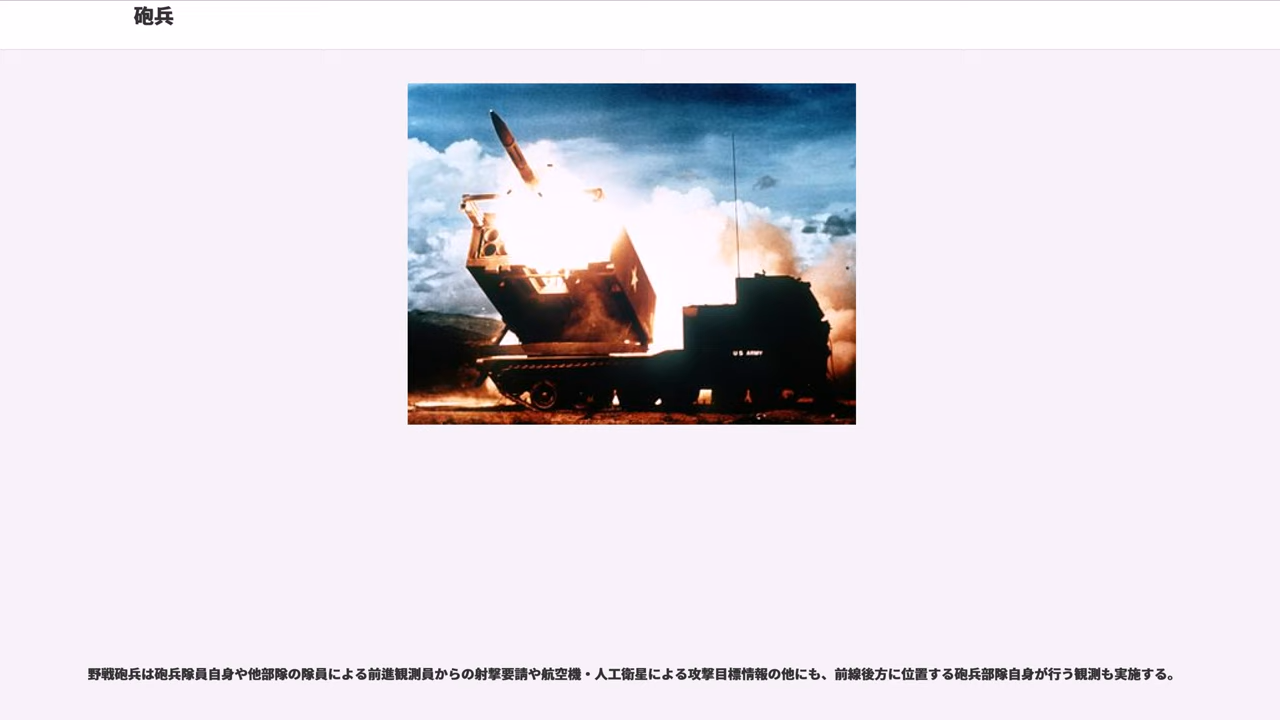 砲兵
U S ARMY
野戦砲兵は砲兵隊員自身や他部隊の隊員による前進観測員からの射撃要請や航空機・人工衛星による攻撃目標情報の他にも、前線後方に位置する砲兵部隊自身が行う観測も実施する。